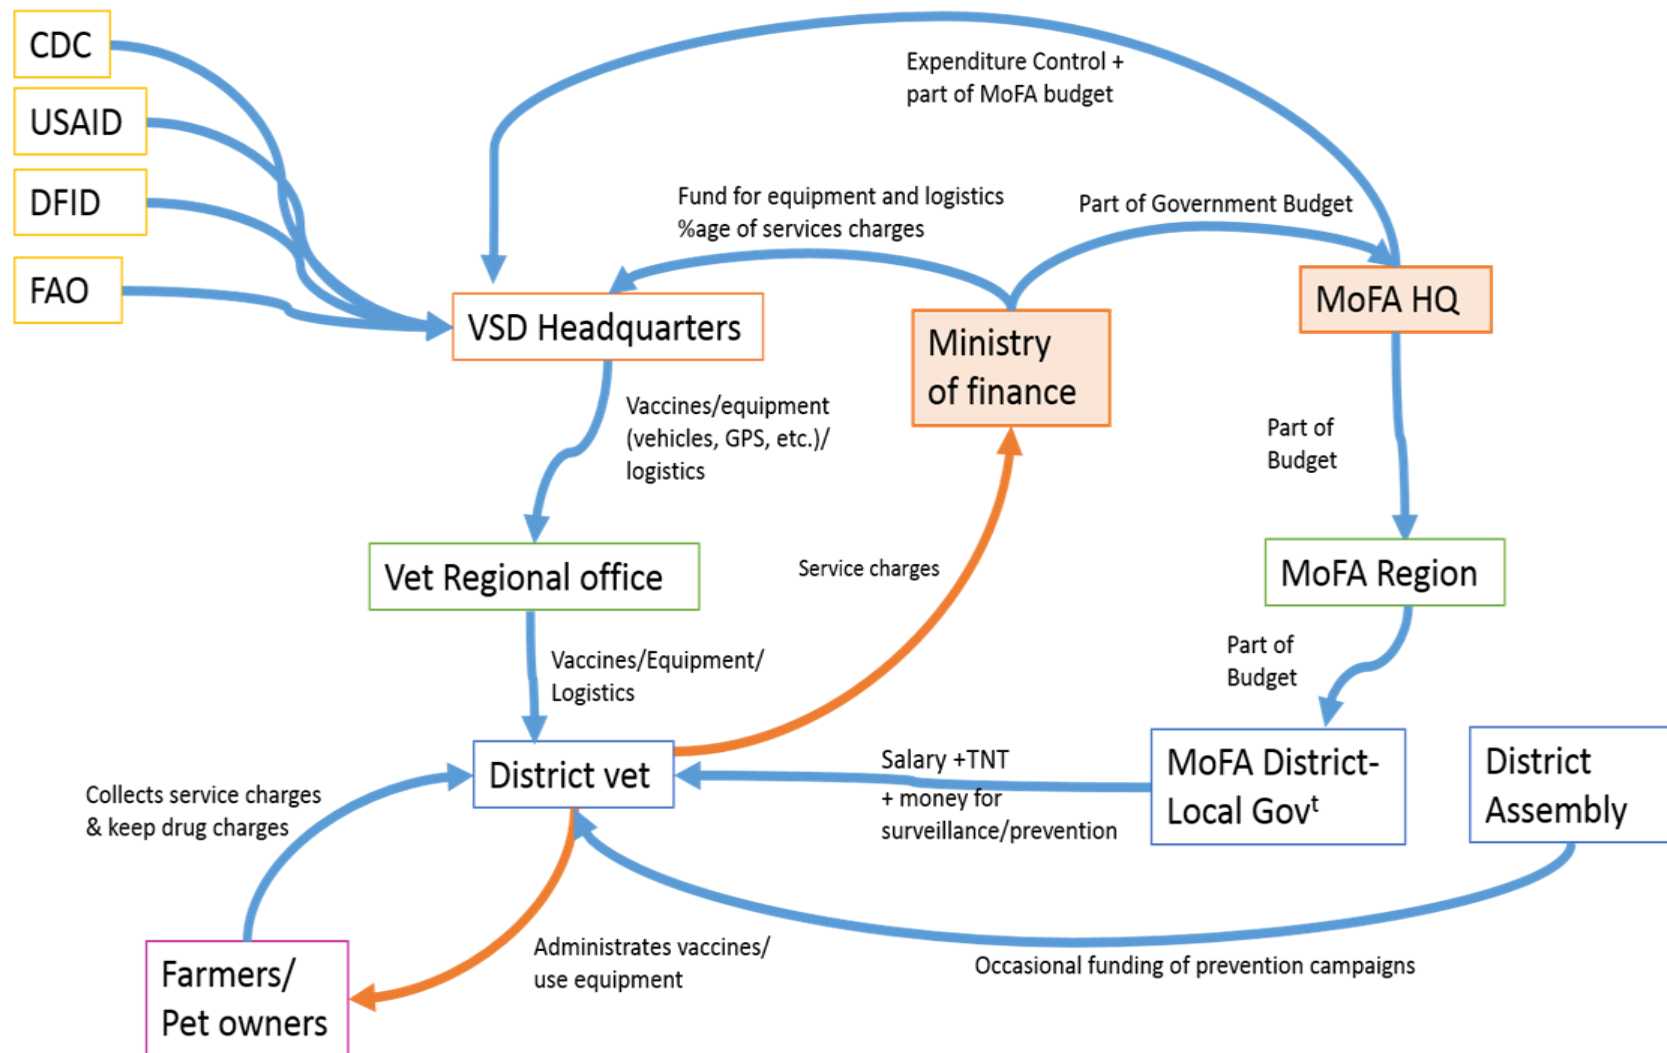 CDC
USAID
DFID
FAO
Expenditure Control +
part of MoFA budget
Fund for equipment and logistics
%age of services charges
Part of Government Budget
VSD Headquarters
Ministry
of finance
MoFA HQ
Vaccines/equipment
(vehicles, GPS, etc.)/
logistics
Part of
Budget
Vet Regional office
Service charges
MoFA Region
Vaccines/Equipment/
Logistics
Part of
Budget
District vet
Salary +TNT
+ money for
surveillance/prevention
MoFA District-
Local Govᵗ
District
Assembly
Collects service charges
& keep drug charges
Farmers/
Pet owners
Administrates vaccines/
use equipment
Occasional funding of prevention campaigns